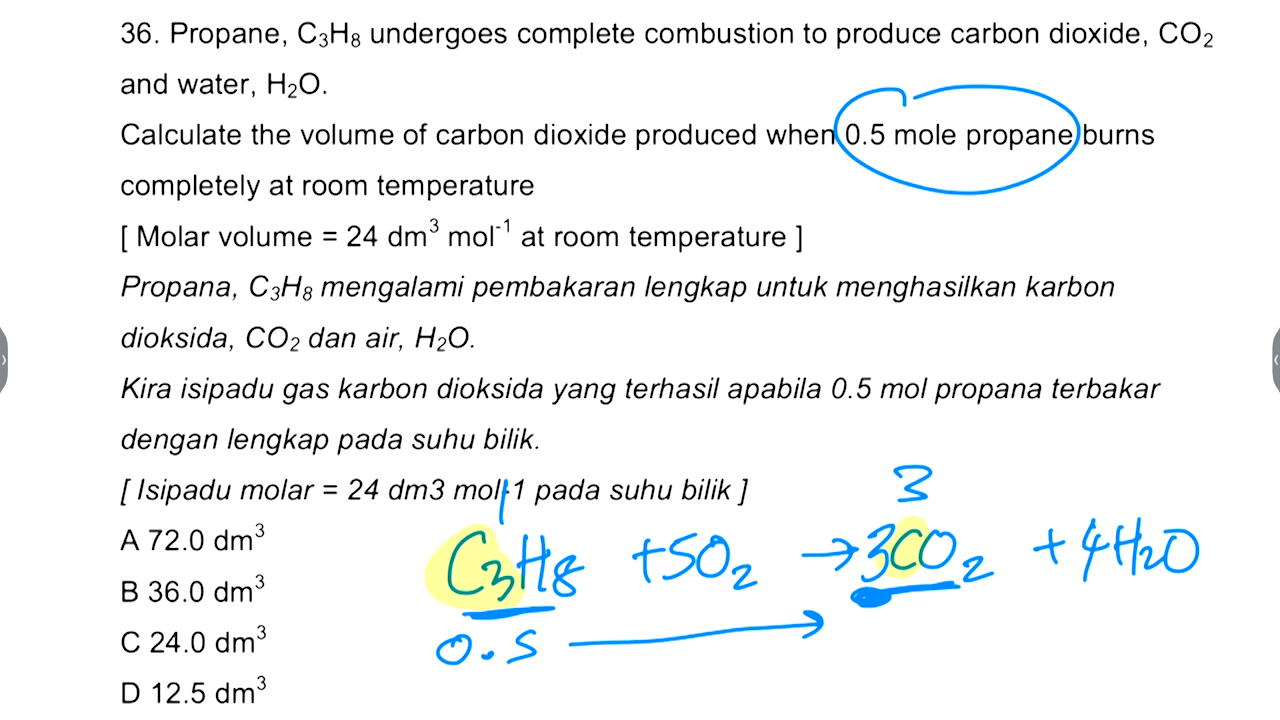 36. Propane, C₃H₈ undergoes complete combustion to produce carbon dioxide, CO₂
and water, H₂O.
Calculate the volume of carbon dioxide produced when 0.5 mole propane burns
completely at room temperature
[ Molar volume = 24 dm³ mol⁻¹ at room temperature ]
Propana, C₃H₈ mengalami pembakaran lengkap untuk menghasilkan karbon
dioksida, CO₂ dan air, H₂O.
Kira isipadu gas karbon dioksida yang terhasil apabila 0.5 mol propana terbakar
dengan lengkap pada suhu bilik.
[ Isipadu molar = 24 dm3 mol-1 pada suhu bilik ]
A 72.0 dm³
B 36.0 dm³
C 24.0 dm³
D 12.5 dm³
1 3
C₃H₈ + 5O₂ → 3CO₂ + 4H₂O
0.5 →